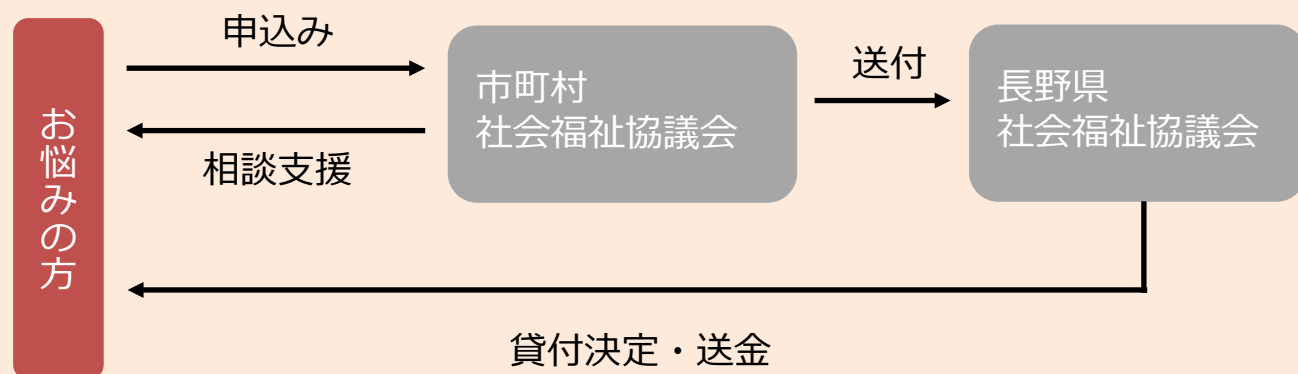 お悩みの方
申込み
相談支援
市町村
社会福祉協議会
送付
長野県
社会福祉協議会
貸付決定・送金